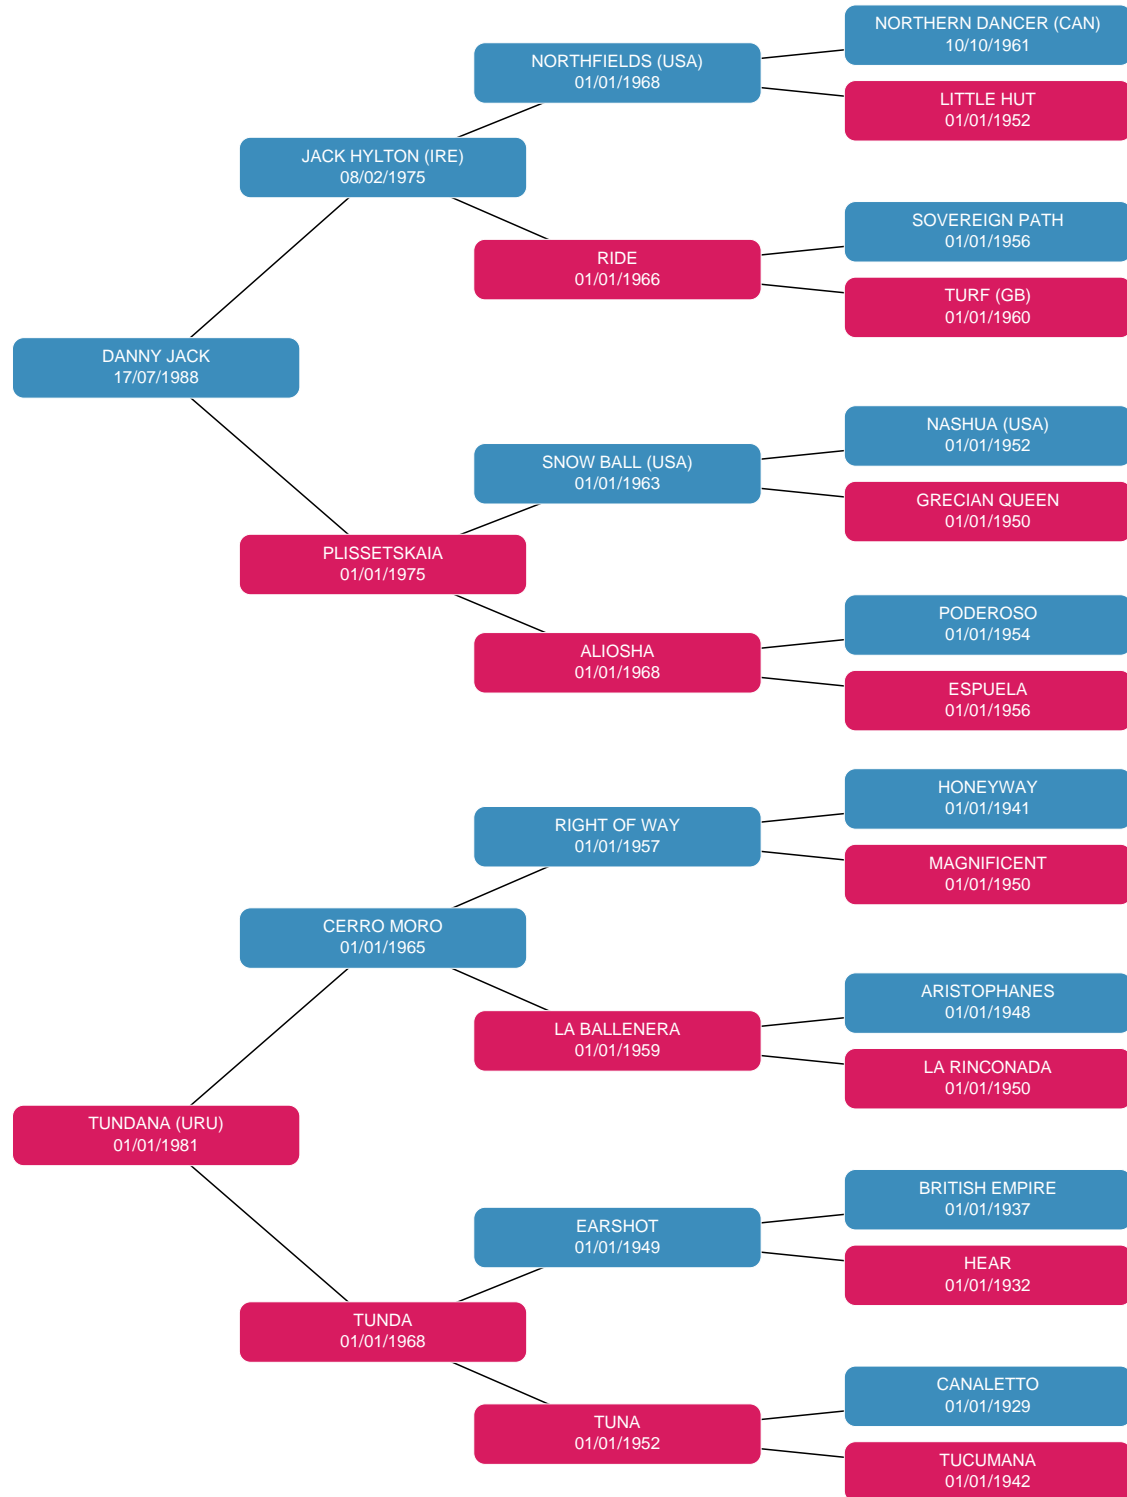 NORTHERN DANCER (CAN)
10/10/1961
NORTHFIELDS (USA)
01/01/1968
LITTLE HUT
01/01/1952
JACK HYLTON (IRE)
08/02/1975
SOVEREIGN PATH
01/01/1956
RIDE
01/01/1966
TURF (GB)
01/01/1960
DANNY JACK
17/07/1988
NASHUA (USA)
01/01/1952
SNOW BALL (USA)
01/01/1963
GRECIAN QUEEN
01/01/1950
PLISSETSKAIA
01/01/1975
PODEROSO
01/01/1954
ALIOSHA
01/01/1968
ESPUELA
01/01/1956
HONEYWAY
01/01/1941
RIGHT OF WAY
01/01/1957
MAGNIFICENT
01/01/1950
CERRO MORO
01/01/1965
ARISTOPHANES
01/01/1948
LA BALLENERA
01/01/1959
LA RINCONADA
01/01/1950
TUNDANA (URU)
01/01/1981
BRITISH EMPIRE
01/01/1937
EARSHOT
01/01/1949
HEAR
01/01/1932
TUNDA
01/01/1968
CANALETTO
01/01/1929
TUNA
01/01/1952
TUCUMANA
01/01/1942